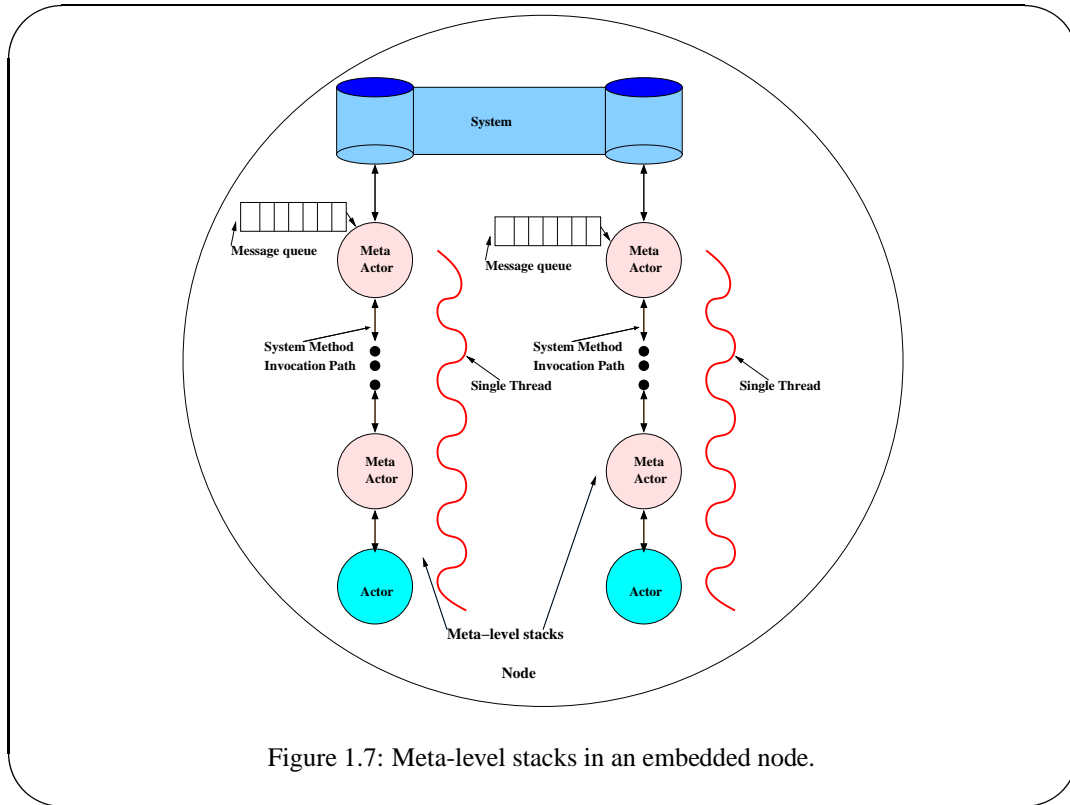 System
Message queue
Meta
Actor
Message queue
Meta
Actor
System Method
Invocation Path
Single Thread
System Method
Invocation Path
Single Thread
Meta
Actor
Meta
Actor
Actor
Actor
Meta−level stacks
Node
Figure 1.7: Meta-level stacks in an embedded node.